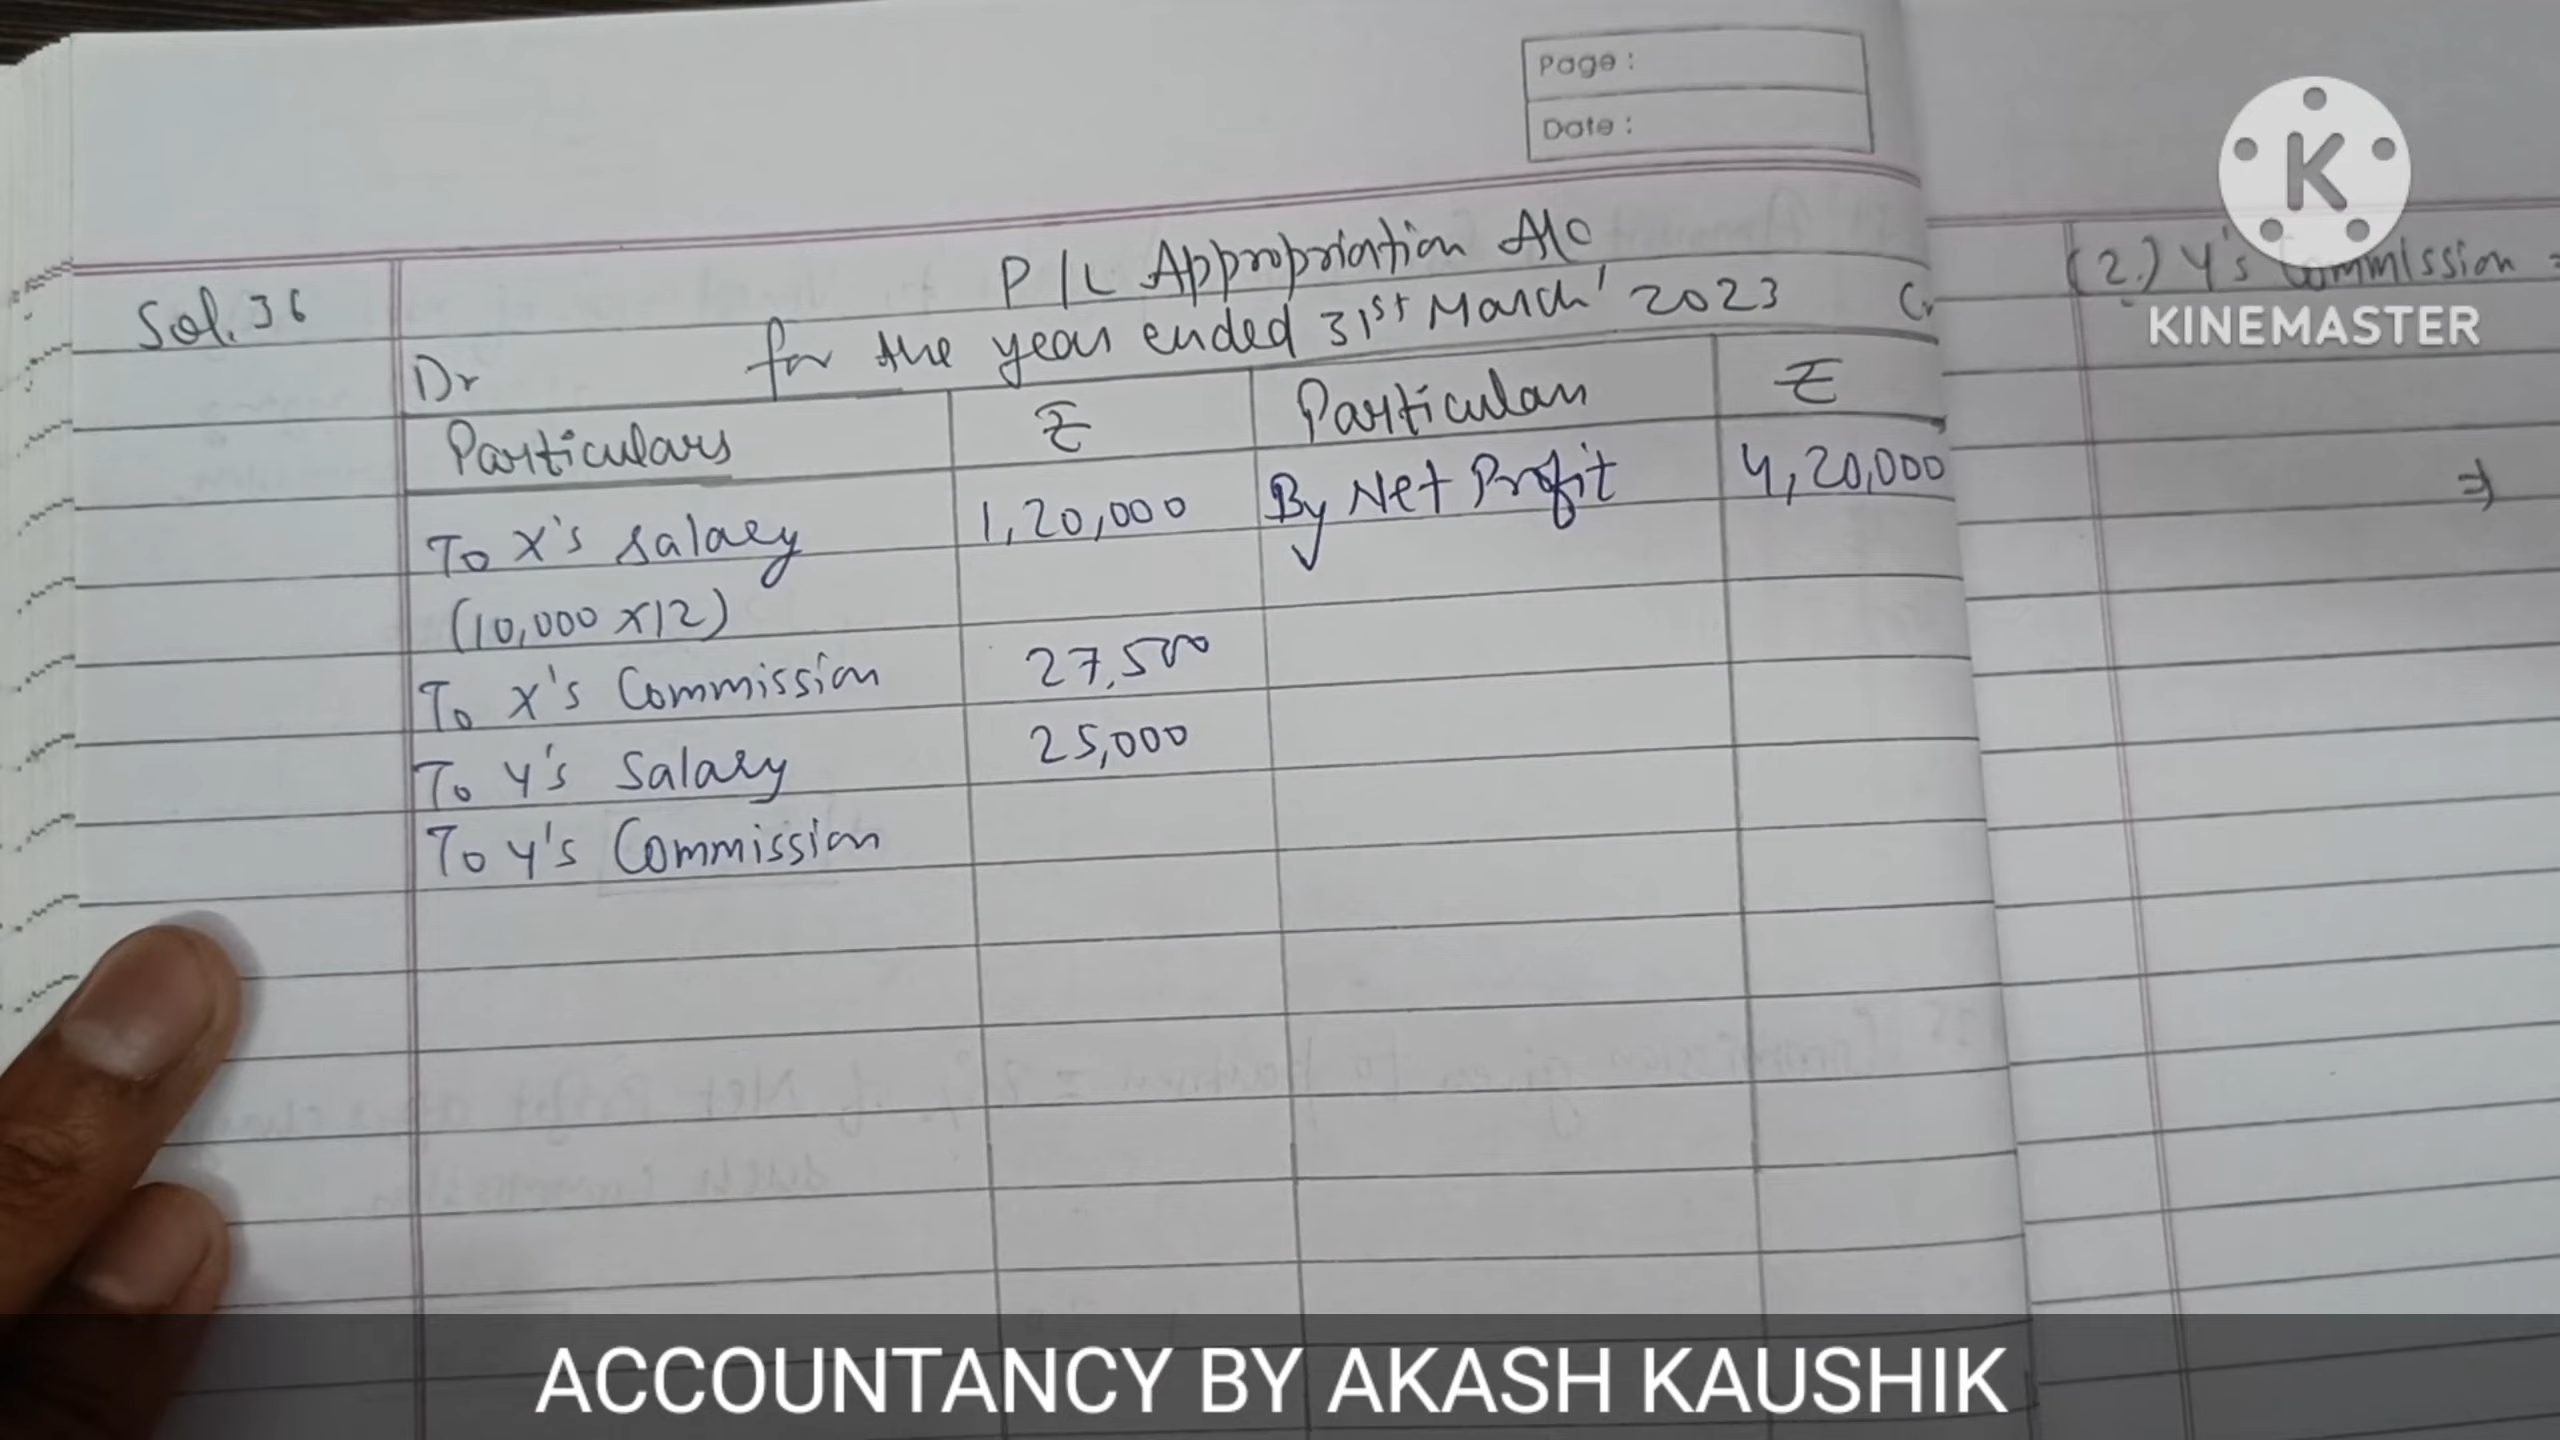 Page :
Date :
Sol. 36
P/L Appropriation A/c
for the year ended 31st March' 2023
Dr
Cr
Particulars ₹ Particulars ₹
To X's Salary 1,20,000 By Net Profit 4,20,000
(10,000 x 12)
To X's Commission 27,500
To Y's Salary 25,000
To Y's Commission
(2.) Y's Commission =
⇒
K
KINEMASTER
ACCOUNTANCY BY AKASH KAUSHIK